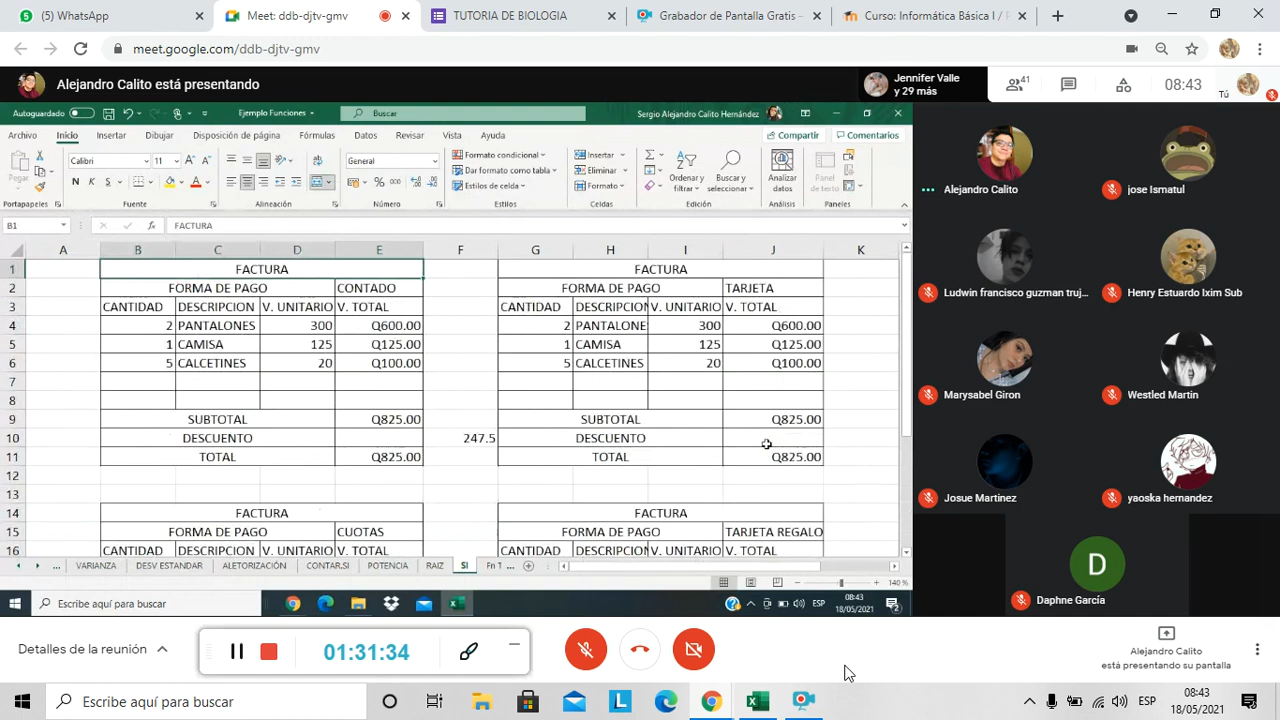 (5) WhatsApp
Meet: ddb-djtv-gmv
TUTORIA DE BIOLOGIA
Grabador de Pantalla Gratis –
Curso: Informática Básica I / P
meet.google.com/ddb-djtv-gmv
Alejandro Calito está presentando
Jennifer Valle
y 29 más
41
08:43
Tú
Autoguardado
Ejemplo Funciones
Buscar
Sergio Alejandro Calito Hernández
Archivo Inicio Insertar Dibujar Disposición de página Fórmulas Datos Revisar Vista Ayuda
Compartir
Comentarios
Pegar
Calibri
11
N K S
General
Formato condicional
Dar formato como tabla
Estilos de celda
Insertar
Eliminar
Formato
Ordenar y filtrar
Buscar y seleccionar
Analizar datos
Panel de texto
Portapapeles Fuente Alineación Número Estilos Celdas Edición Análisis Paneles
B1
FACTURA
A B C D E F G H I J K
1 FACTURA FACTURA
2 FORMA DE PAGO CONTADO FORMA DE PAGO TARJETA
3 CANTIDAD DESCRIPCION V. UNITARIO V. TOTAL CANTIDAD DESCRIPCION V. UNITARIO V. TOTAL
4 2 PANTALONES 300 Q600.00 2 PANTALONE 300 Q600.00
5 1 CAMISA 125 Q125.00 1 CAMISA 125 Q125.00
6 5 CALCETINES 20 Q100.00 5 CALCETINES 20 Q100.00
7
8
9 SUBTOTAL Q825.00 SUBTOTAL Q825.00
10 DESCUENTO 247.5 DESCUENTO
11 TOTAL Q825.00 TOTAL Q825.00
12
13
14 FACTURA FACTURA
15 FORMA DE PAGO CUOTAS FORMA DE PAGO TARJETA REGALO
16 CANTIDAD DESCRIPCION V. UNITARIO V. TOTAL CANTIDAD DESCRIPCION V. UNITARIO V. TOTAL
... VARIANZA DESV ESTANDAR ALETORIZACIÓN CONTAR.SI POTENCIA RAIZ SI Fn 1 ...
140 %
Escribe aquí para buscar
ESP
08:43
18/05/2021
2
Alejandro Calito
jose Ismatul
Ludwin francisco guzman truj...
Henry Estuardo Ixim Sub
Marysabel Giron
Westled Martin
Josue Martinez
yaoska hernandez
D
Daphne García
Detalles de la reunión
01:31:34
Alejandro Calito
está presentando su pantalla
Escribe aquí para buscar
ESP
08:43
18/05/2021